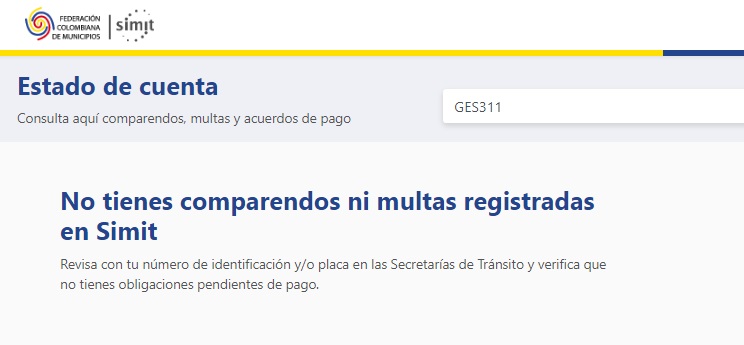 FEDERACIÓN
COLOMBIANA
DE MUNICIPIOS
simit
Estado de cuenta
Consulta aquí comparendos, multas y acuerdos de pago
GES311
No tienes comparendos ni multas registradas
en Simit
Revisa con tu número de identificación y/o placa en las Secretarías de Tránsito y verifica que
no tienes obligaciones pendientes de pago.